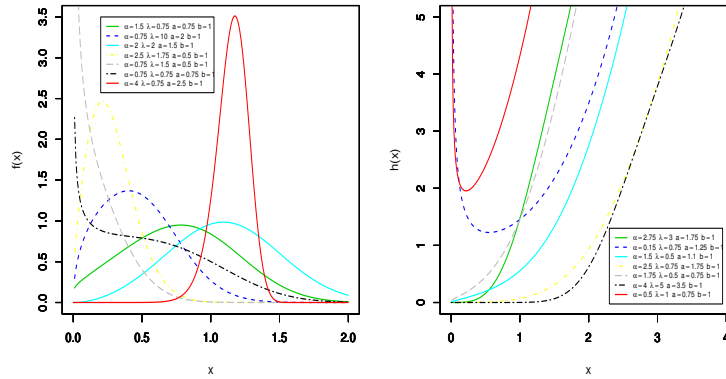 α=1.5 λ=0.75 a=0.75 b=1
α=0.75 λ=10 a=2 b=1
α=2 λ=2 a=1.5 b=1
α=2.5 λ=1.75 a=0.5 b=1
α=0.75 λ=1.5 a=0.5 b=1
α=0.75 λ=0.75 a=0.75 b=1
α=4 λ=0.75 a=2.5 b=1
f(x)
3.5
3.0
2.5
2.0
1.5
1.0
0.5
0.0
0.0 0.5 1.0 1.5 2.0
x
h(x)
5
4
3
2
1
0
α=2.75 λ=3 a=1.75 b=1
α=0.15 λ=0.75 a=1.25 b=1
α=1.5 λ=0.5 a=1.1 b=1
α=2.5 λ=0.75 a=1.75 b=1
α=1.75 λ=0.5 a=0.75 b=1
α=4 λ=5 a=3.5 b=1
α=0.5 λ=1 a=0.75 b=1
0 1 2 3 4
x